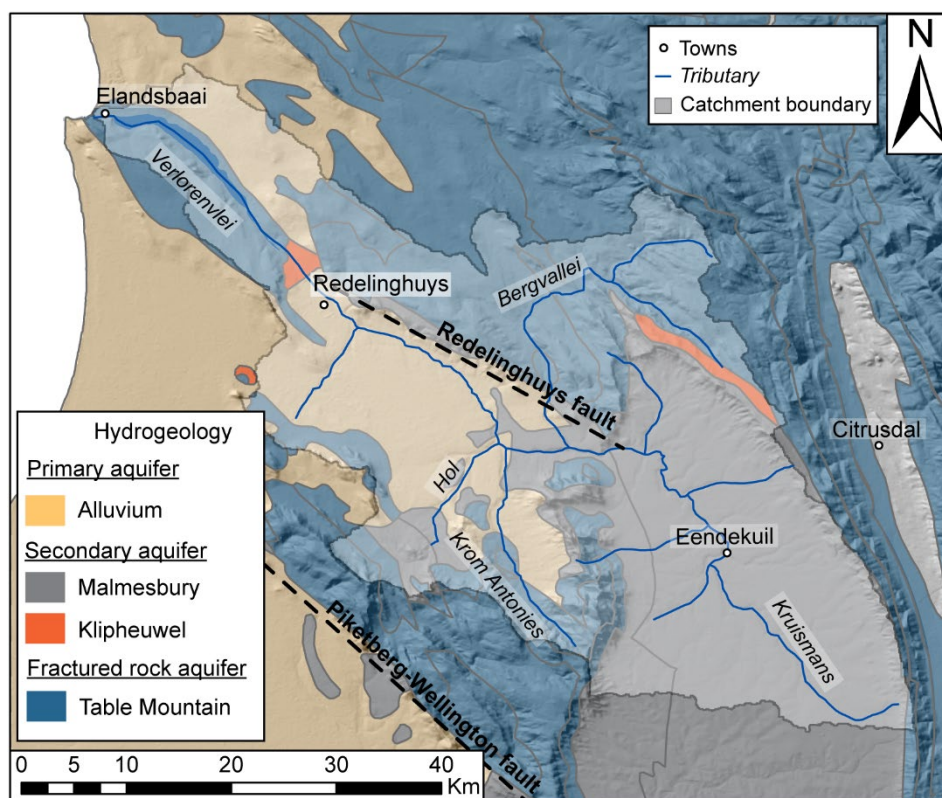 N
Towns
Tributary
Catchment boundary
Elandsbaai
Verlorenvlei
Redelinghuys
Bergvallei
Redelinghuys fault
Citrusdal
Hol
Krom Antonies
Eendekuil
Kruismans
Piketberg-Wellington fault
Hydrogeology
Primary aquifer
Alluvium
Secondary aquifer
Malmesbury
Klipheuwel
Fractured rock aquifer
Table Mountain
0 5 10 20 30 40
Km